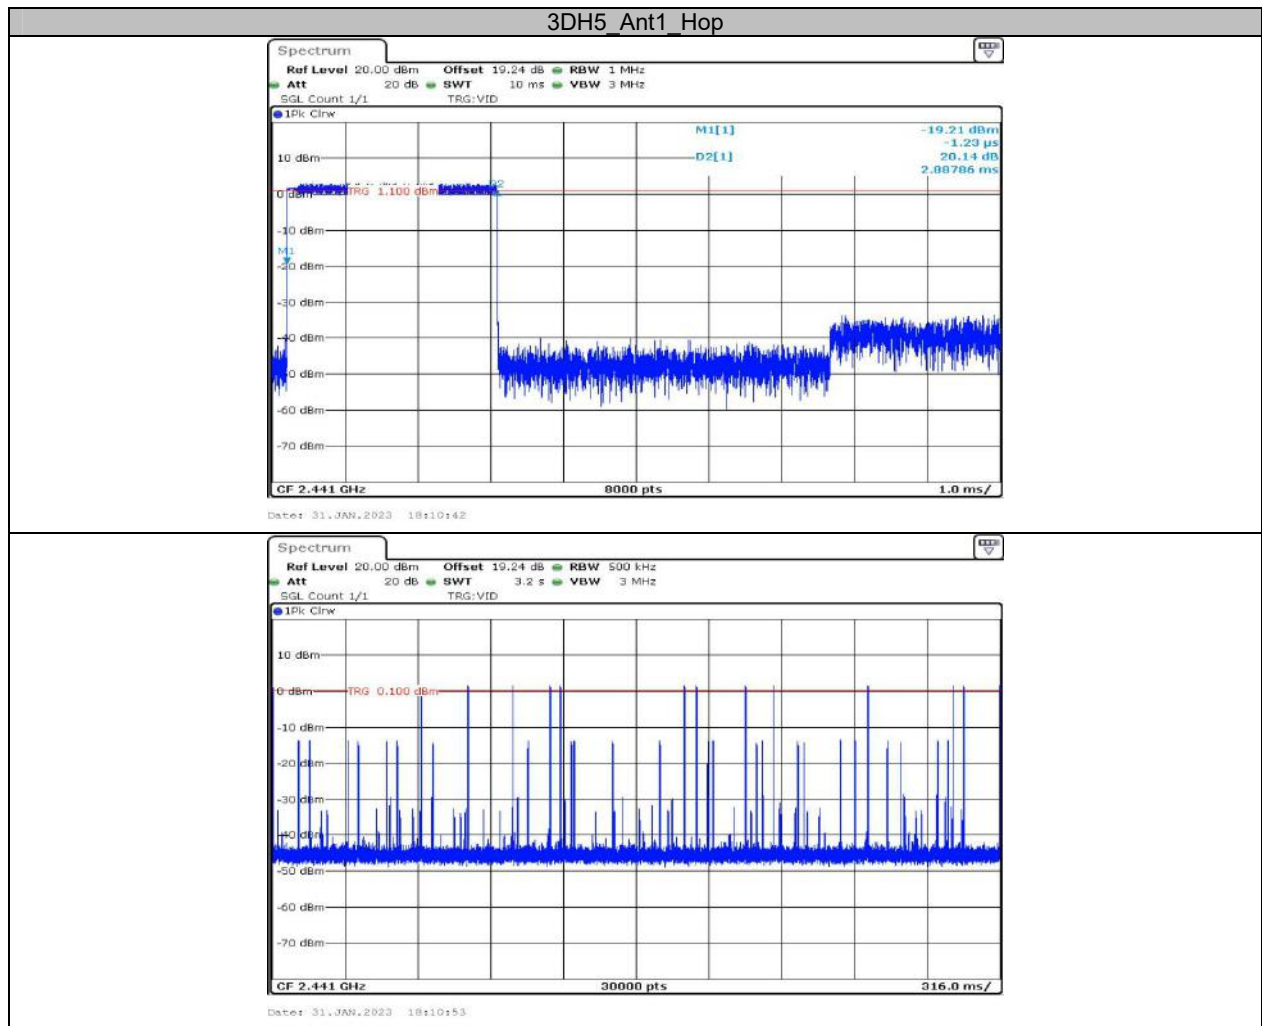 3DH5_Ant1_Hop
Spectrum
Ref Level 20.00 dBm Offset 19.24 dB RBW 1 MHz
Att 20 dB SWT 10 ms VBW 3 MHz
SGL Count 1/1 TRG:VID
1Pk Clrw
M1[1] -19.21 dBm
-1.23 µs
10 dBm D2[1] 20.14 dB
2.08786 ms
D2
0 dBm TRG 1.100 dBm
-10 dBm
M1
-20 dBm
-30 dBm
-40 dBm
-50 dBm
-60 dBm
-70 dBm
CF 2.441 GHz 8000 pts 1.0 ms/
Date: 31.JAN.2023 18:10:42
Spectrum
Ref Level 20.00 dBm Offset 19.24 dB RBW 500 kHz
Att 20 dB SWT 3.2 s VBW 3 MHz
SGL Count 1/1 TRG:VID
1Pk Clrw
10 dBm
0 dBm TRG 0.100 dBm
-10 dBm
-20 dBm
-30 dBm
-40 dBm
-50 dBm
-60 dBm
-70 dBm
CF 2.441 GHz 30000 pts 316.0 ms/
Date: 31.JAN.2023 18:10:53